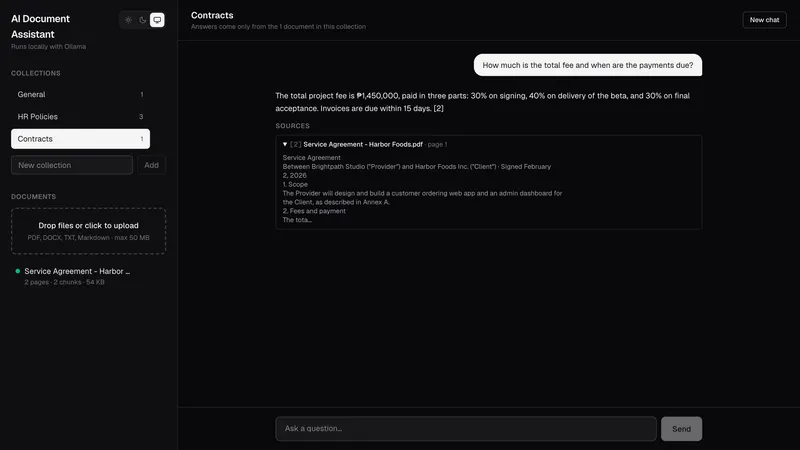 AI Document
Assistant
Runs locally with Ollama
COLLECTIONS
General 1
HR Policies 3
Contracts 1
New collection Add
DOCUMENTS
Drop files or click to upload
PDF, DOCX, TXT, Markdown · max 50 MB
Service Agreement - Harbor ...
2 pages · 2 chunks · 54 KB
Contracts
Answers come only from the 1 document in this collection
New chat
How much is the total fee and when are the payments due?
The total project fee is ₱1,450,000, paid in three parts: 30% on signing, 40% on delivery of the beta, and 30% on final
acceptance. Invoices are due within 15 days. [2]
SOURCES
▼ [2] Service Agreement - Harbor Foods.pdf · page 1
Service Agreement
Between Brightpath Studio ("Provider") and Harbor Foods Inc. ("Client") · Signed February
2, 2026
1. Scope
The Provider will design and build a customer ordering web app and an admin dashboard for
the Client, as described in Annex A.
2. Fees and payment
The tota...
Ask a question...
Send